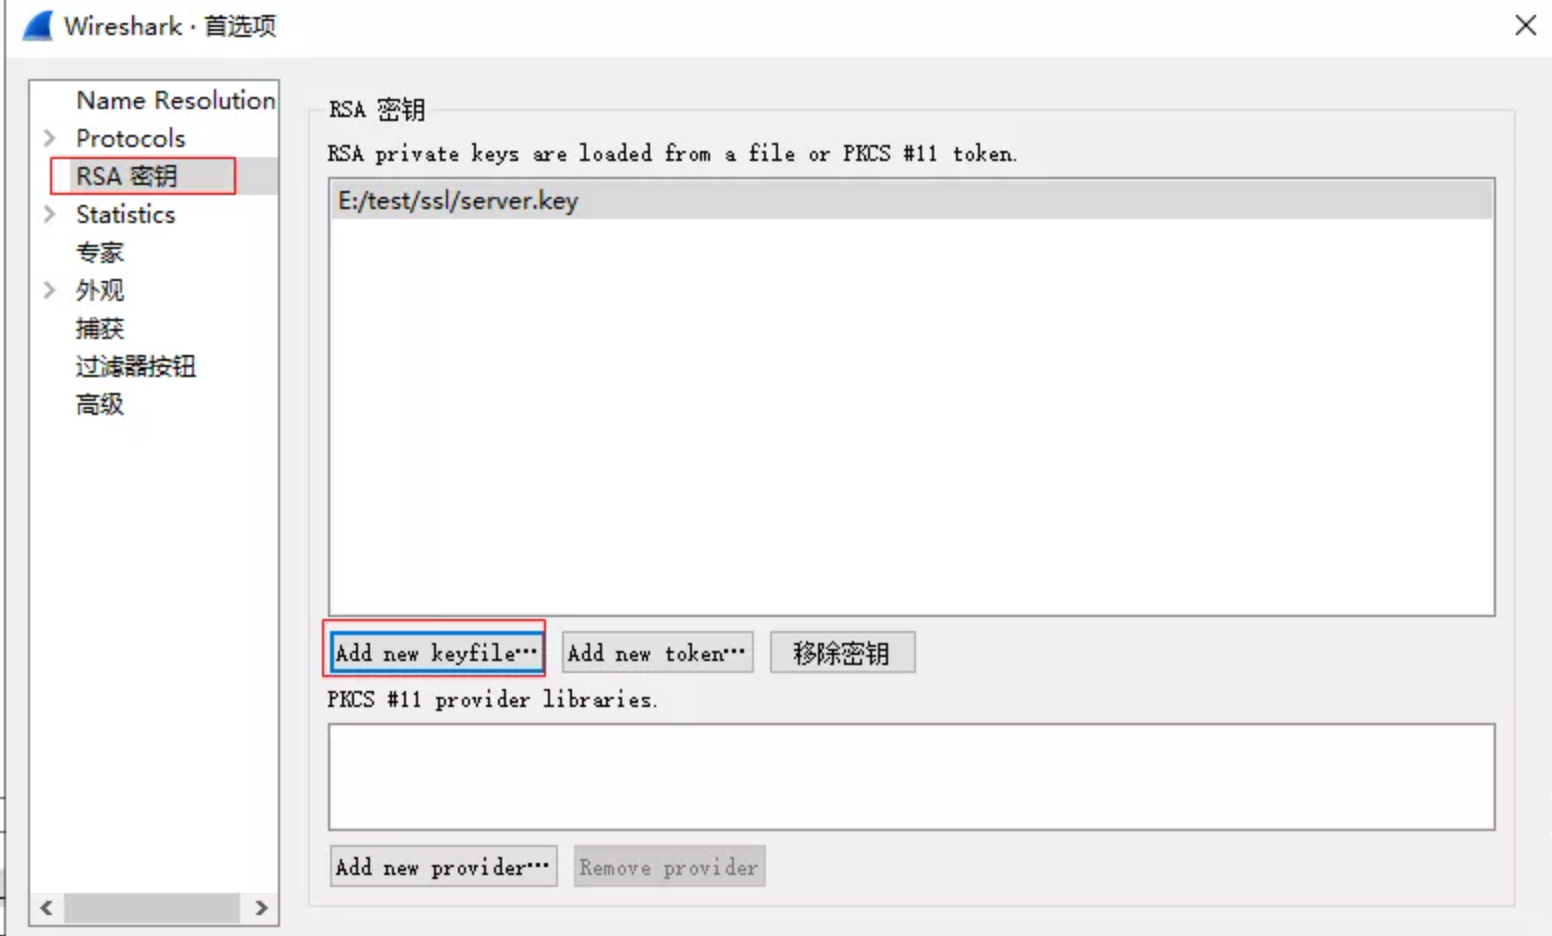 Wireshark · 首选项
Name Resolution
Protocols
RSA 密钥
Statistics
专家
外观
捕获
过滤器按钮
高级
RSA 密钥
RSA private keys are loaded from a file or PKCS #11 token.
E:/test/ssl/server.key
Add new keyfile… Add new token… 移除密钥
PKCS #11 provider libraries.
Add new provider… Remove provider